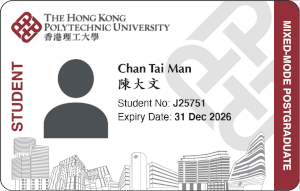 THE HONG KONG
POLYTECHNIC UNIVERSITY
香港理工大學
STUDENT
Chan Tai Man
陳大文
Student No: J25751
Expiry Date: 31 Dec 2026
MIXED-MODE POSTGRADUATE